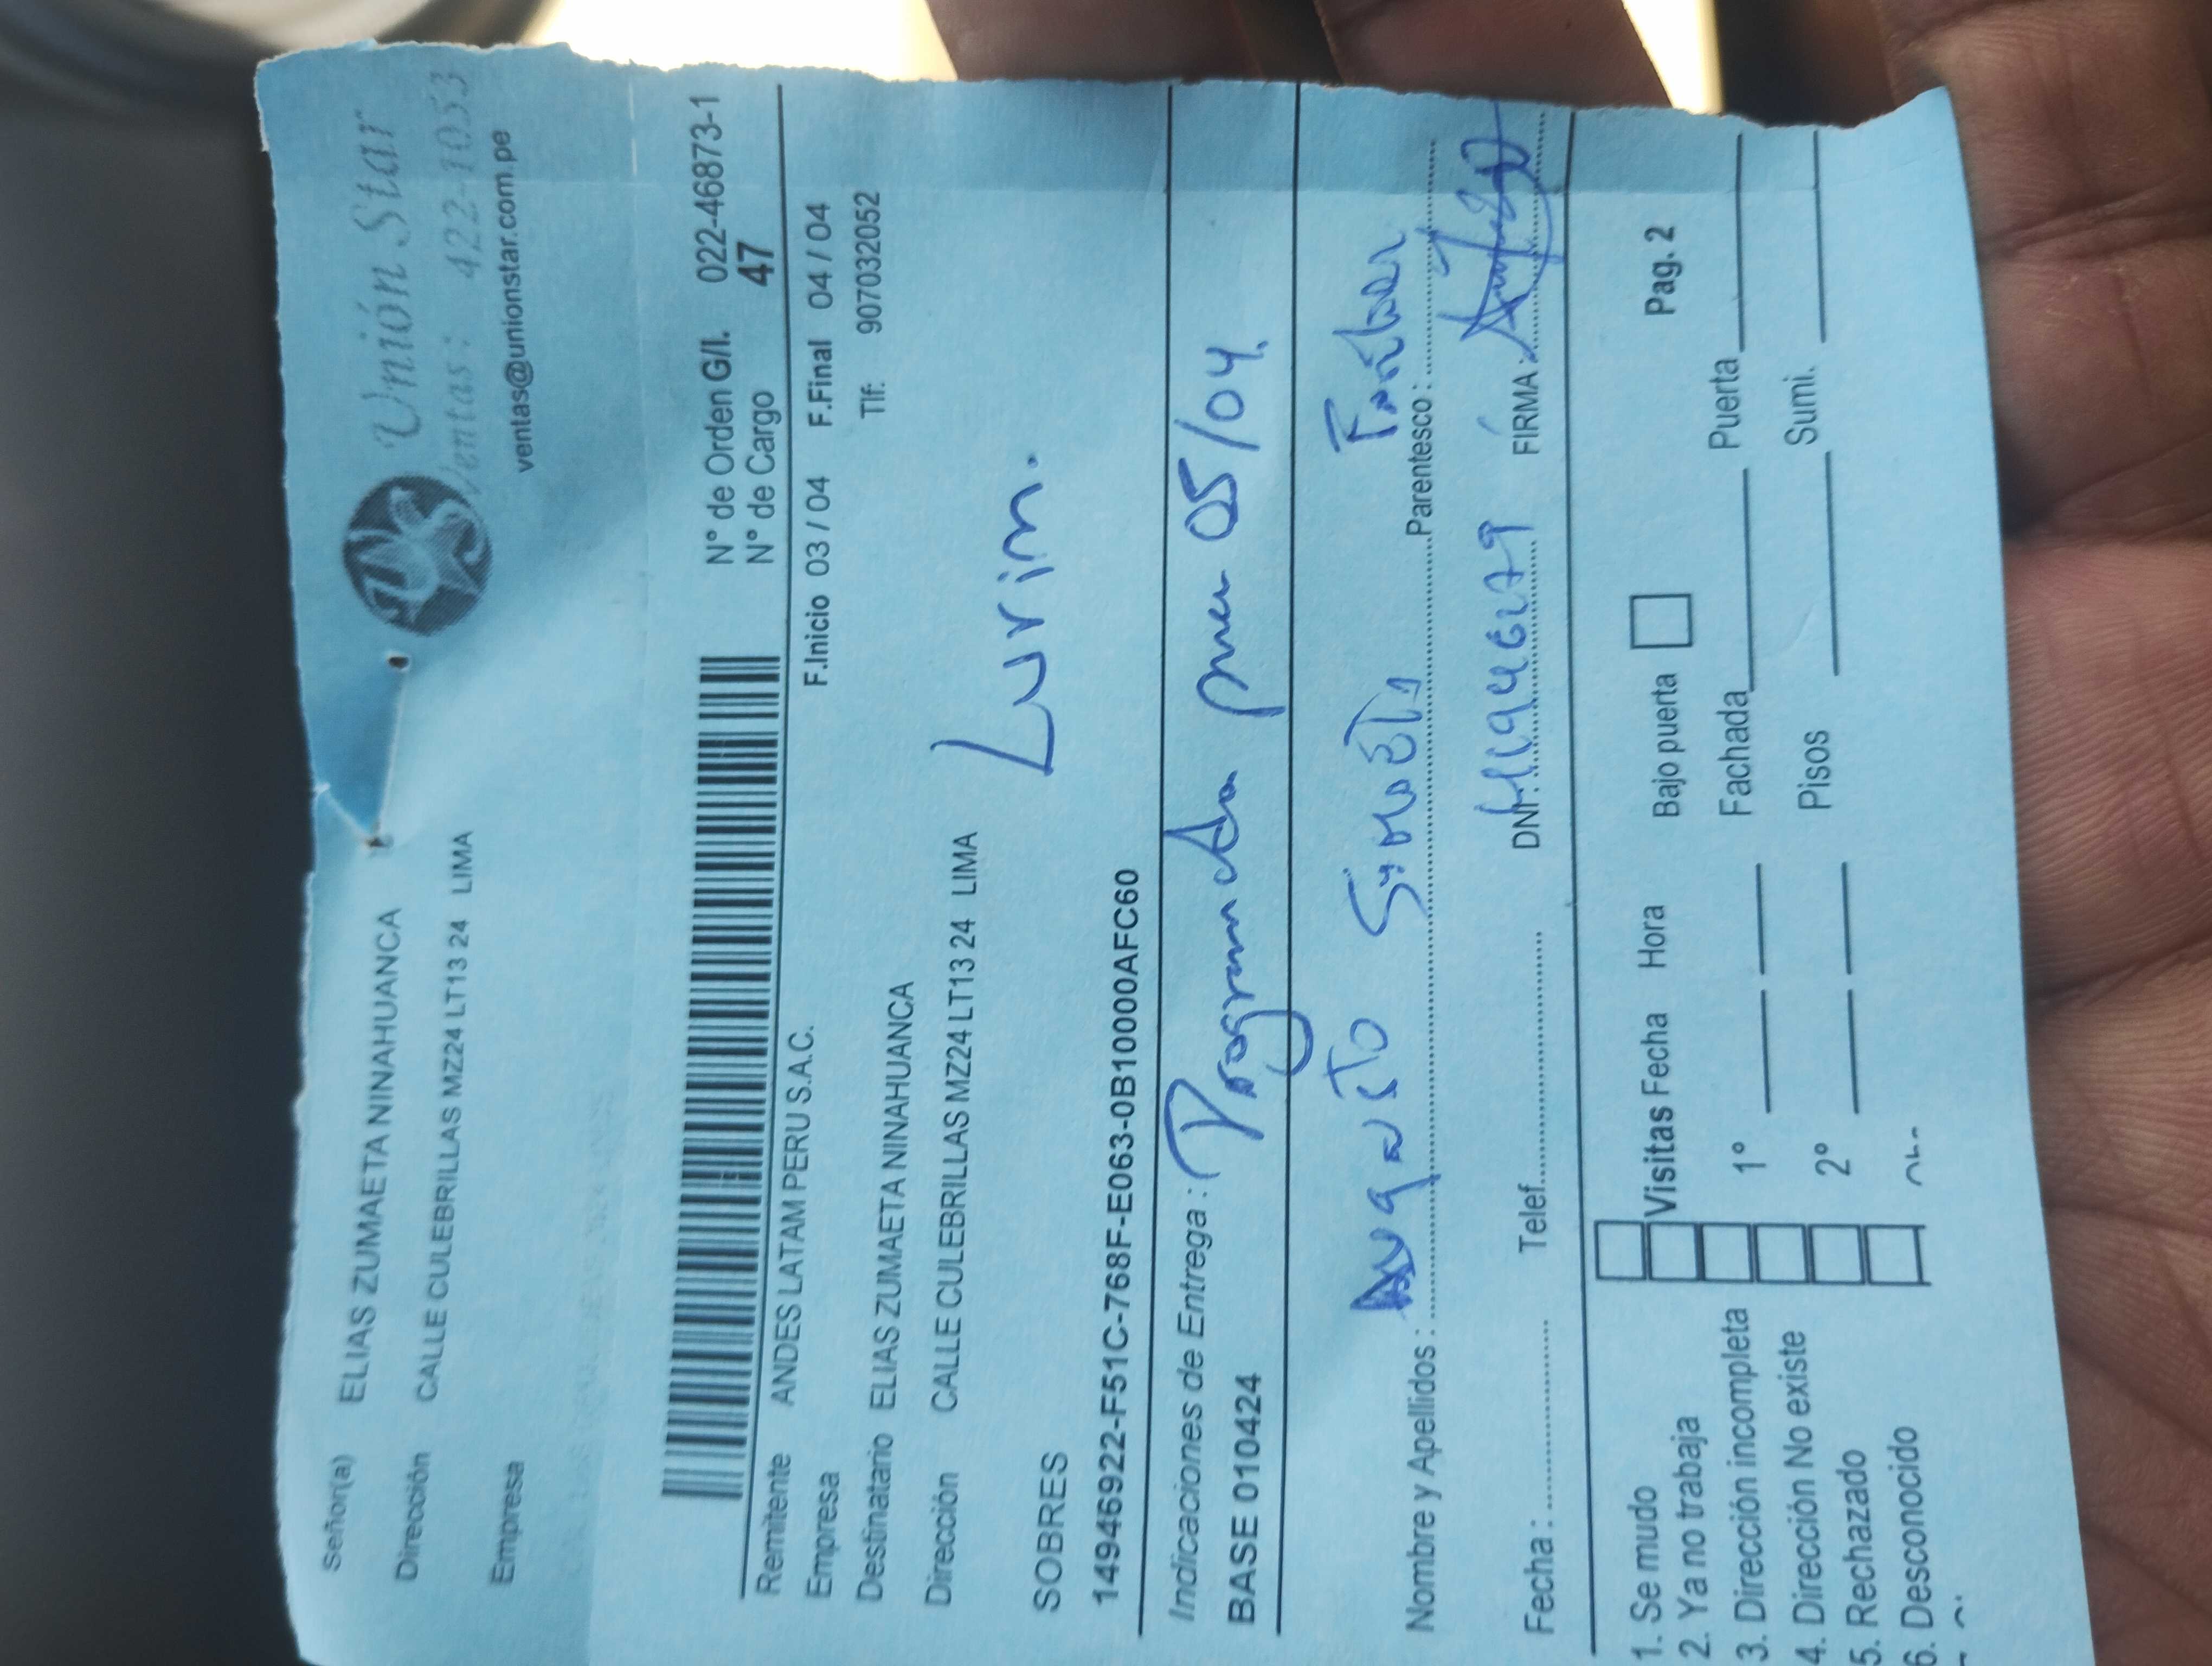 Unión Star
Ventas: 422-1053
ventas@unionstar.com.pe
Señor(a) ELIAS ZUMAETA NINAHUANCA
Dirección CALLE CULEBRILLAS MZ24 LT13 24 LIMA
Empresa
N° de Orden G/I. 022-46873-1
N° de Cargo 47
Remitente ANDES LATAM PERU S.A.C. F.Inicio 03 / 04 F.Final 04 / 04
Empresa Tlf: 907032052
Destinatario ELIAS ZUMAETA NINAHUANCA
Dirección CALLE CULEBRILLAS MZ24 LT13 24 LIMA
Lurin.
SOBRES
14946922-F51C-768F-E063-0B10000AFC60
Indicaciones de Entrega: 05/04.
BASE 010424
Nombre y Apellidos: Augusto Parentesco:
Fecha: Telef. DNI: FIRMA:
1. Se mudo
2. Ya no trabaja Visitas Fecha Hora Bajo puerta Pag. 2
3. Dirección incompleta 1° Fachada Puerta
4. Dirección No existe
5. Rechazado 2° Pisos Sumi.
6. Desconocido